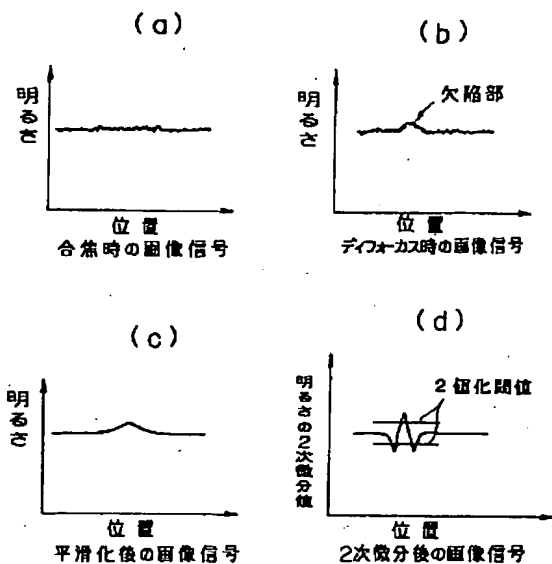 (a)
明るさ
位置
合焦時の画像信号
(b)
明るさ
欠陥部
位置
ディフォーカス時の画像信号
(c)
明るさ
位置
平滑化後の画像信号
(d)
明るさの2次微分値
2値化閾値
位置
2次微分後の画像信号